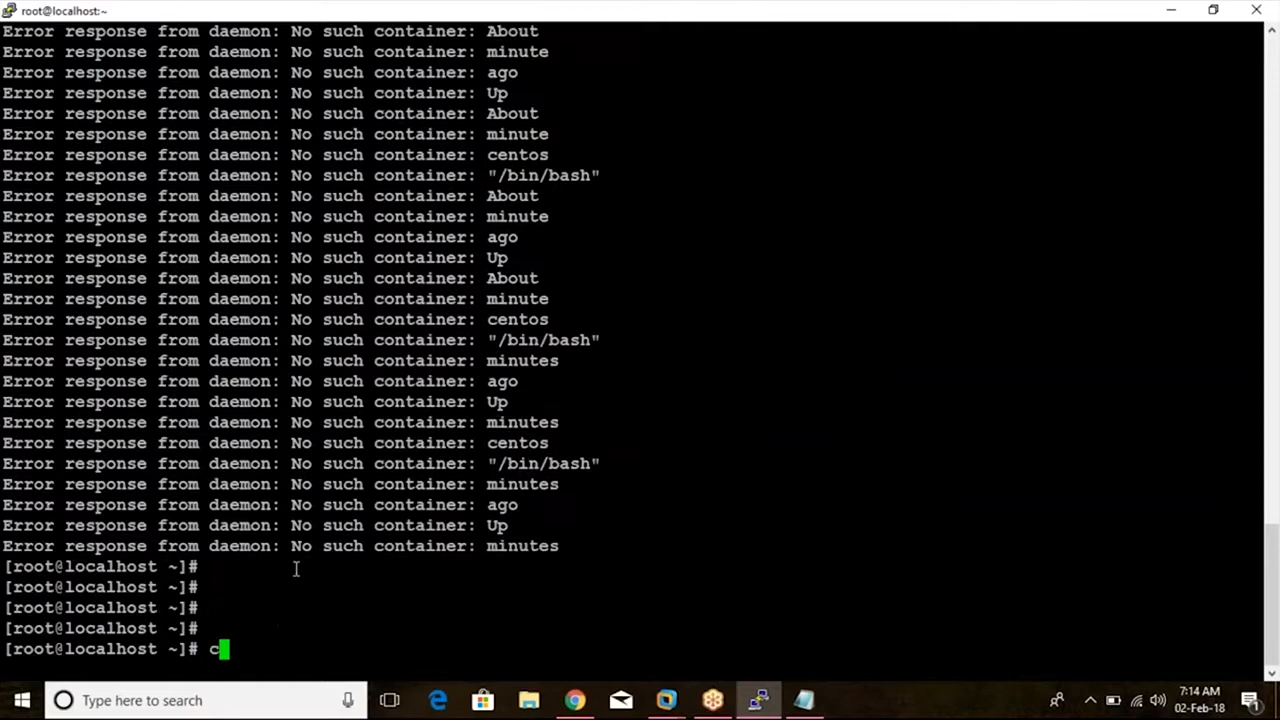 root@localhost:~
Error response from daemon: No such container: About
Error response from daemon: No such container: minute
Error response from daemon: No such container: ago
Error response from daemon: No such container: Up
Error response from daemon: No such container: About
Error response from daemon: No such container: minute
Error response from daemon: No such container: centos
Error response from daemon: No such container: "/bin/bash"
Error response from daemon: No such container: About
Error response from daemon: No such container: minute
Error response from daemon: No such container: ago
Error response from daemon: No such container: Up
Error response from daemon: No such container: About
Error response from daemon: No such container: minute
Error response from daemon: No such container: centos
Error response from daemon: No such container: "/bin/bash"
Error response from daemon: No such container: minutes
Error response from daemon: No such container: ago
Error response from daemon: No such container: Up
Error response from daemon: No such container: minutes
Error response from daemon: No such container: centos
Error response from daemon: No such container: "/bin/bash"
Error response from daemon: No such container: minutes
Error response from daemon: No such container: ago
Error response from daemon: No such container: Up
Error response from daemon: No such container: minutes
[root@localhost ~]#
[root@localhost ~]#
[root@localhost ~]#
[root@localhost ~]#
[root@localhost ~]# c
Type here to search
7:14 AM
02-Feb-18